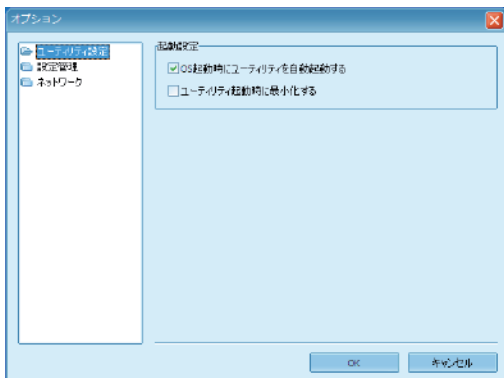 オプション
ユーティリティ設定
設定管理
ネットワーク
起動設定
OS起動時にユーティリティを自動起動する
ユーティリティ起動時に最小化する
OK
キャンセル